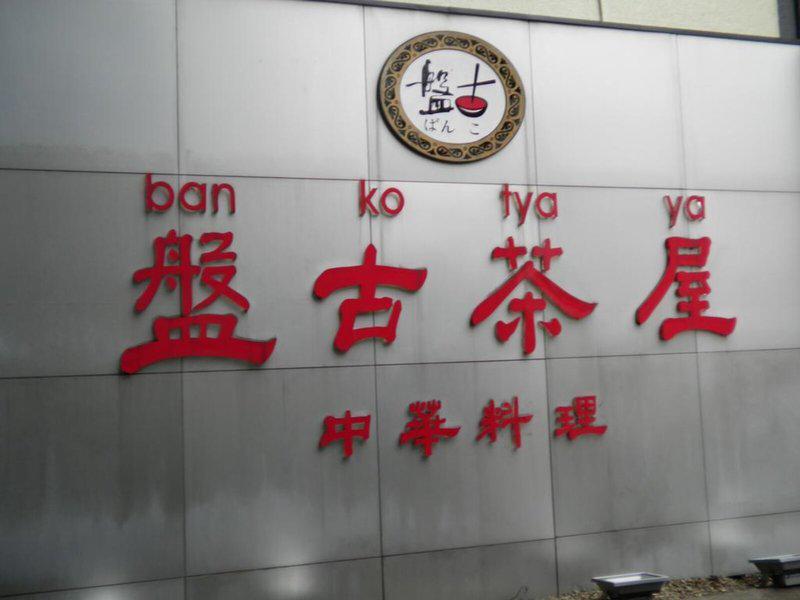 盤古
ばんこ
ban ko tya ya
盤古茶屋
中華料理